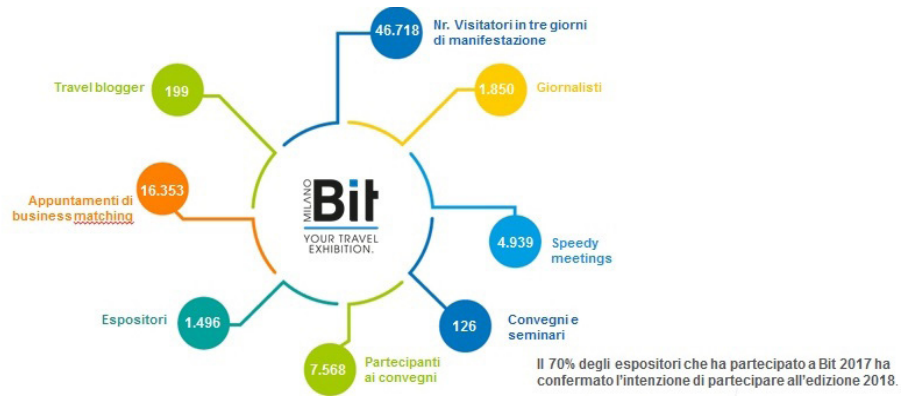 46.718
Nr. Visitatori in tre giorni
di manifestazione
1.850
Giornalisti
4.939
Speedy
meetings
126
Convegni e
seminari
7.568
Partecipanti
ai convegni
1.496
Espositori
16.353
Appuntamenti di
business matching
199
Travel blogger
MILANO
Bit
YOUR TRAVEL
EXHIBITION.
Il 70% degli espositori che ha partecipato a Bit 2017 ha
confermato l'intenzione di partecipare all'edizione 2018.